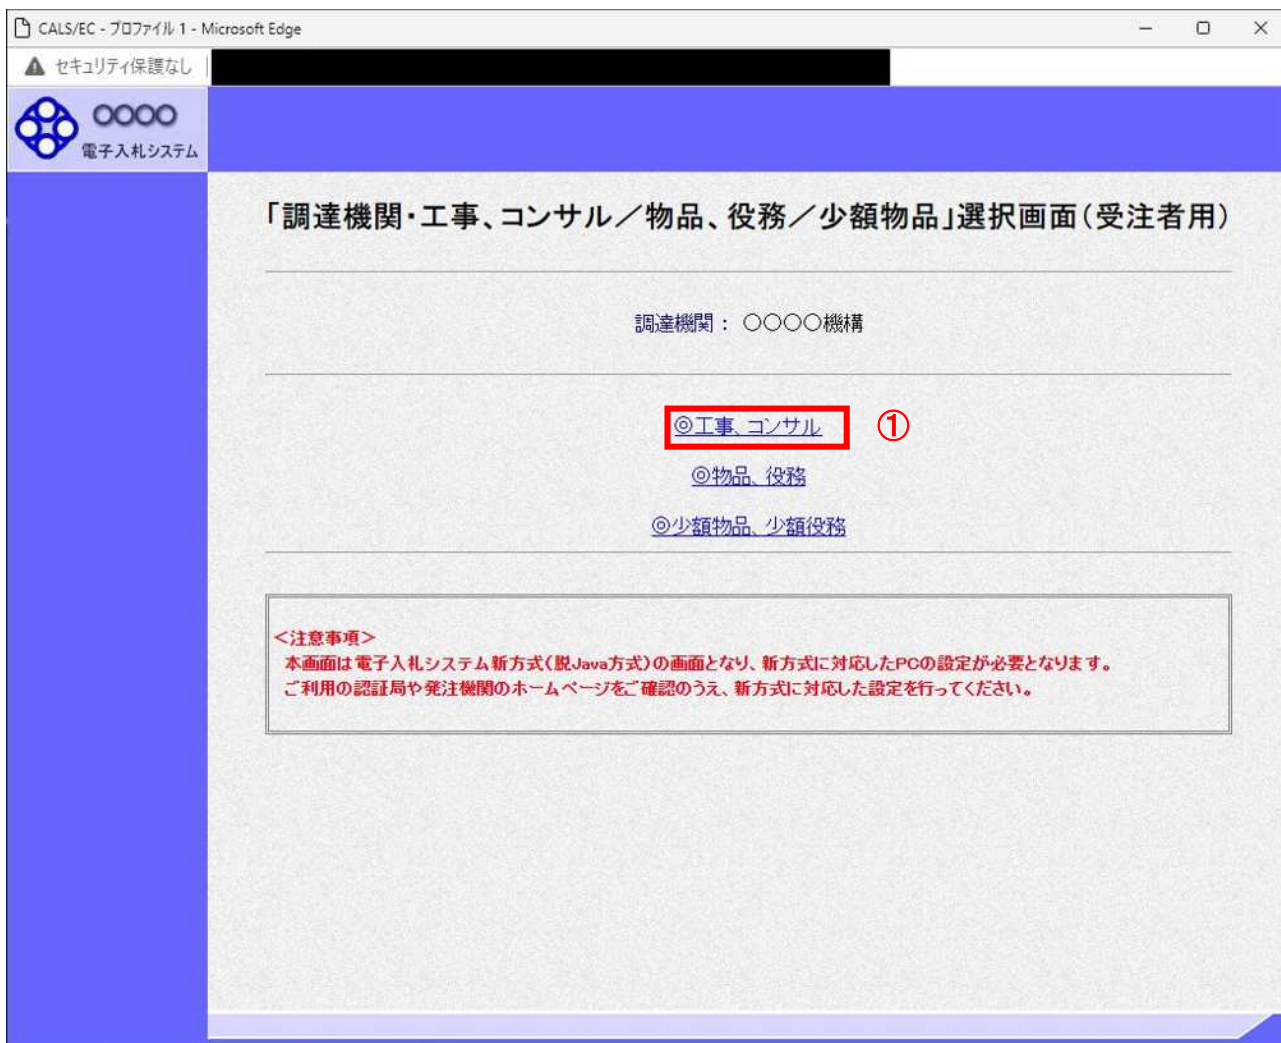 CALS/EC - プロファイル 1 - Microsoft Edge
セキュリティ保護なし
○○○○
電子入札システム
「調達機関・工事、コンサル／物品、役務／少額物品」選択画面（受注者用）
調達機関： ○○○○機構
◎工事、コンサル ①
◎物品、役務
◎少額物品、少額役務
＜注意事項＞
本画面は電子入札システム新方式（脱Java方式）の画面となり、新方式に対応したPCの設定が必要となります。
ご利用の認証局や発注機関のホームページをご確認のうえ、新方式に対応した設定を行ってください。